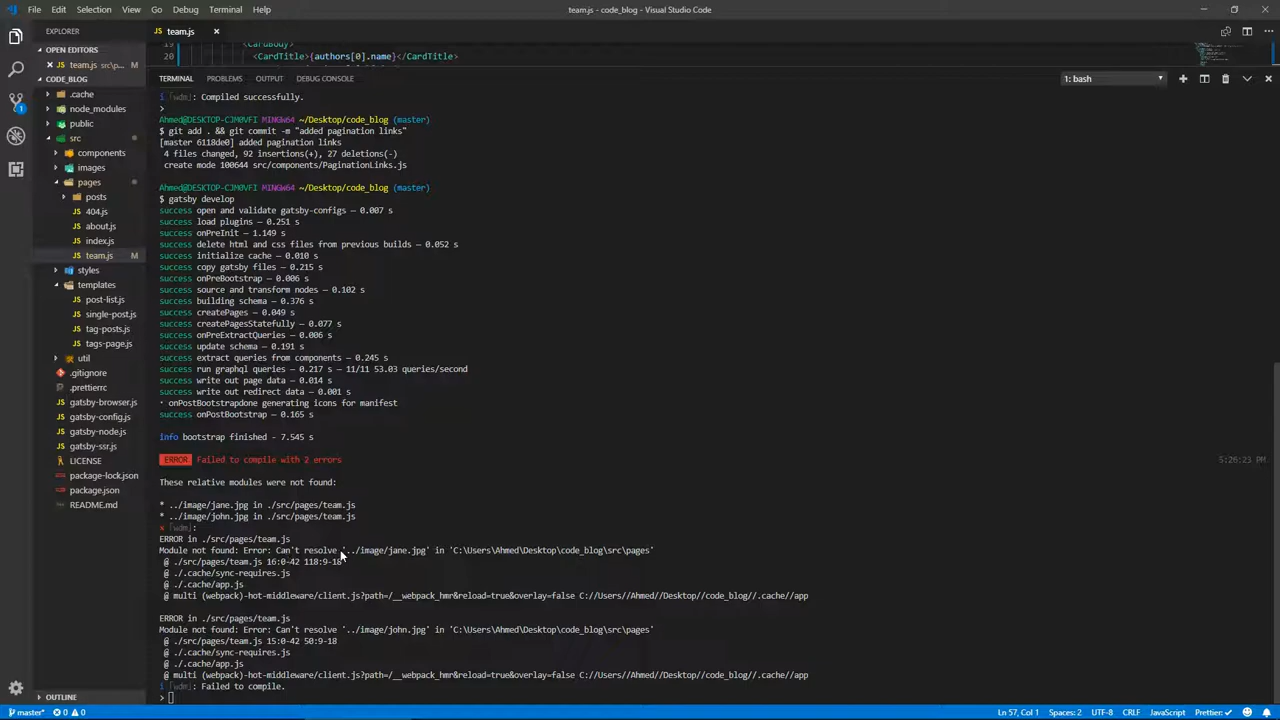 File Edit Selection View Go Debug Terminal Help
team.js - code_blog - Visual Studio Code
EXPLORER
OPEN EDITORS
team.js src\p...
CODE_BLOG
.cache
node_modules
public
src
components
images
pages
posts
404.js
about.js
index.js
team.js M
styles
templates
post-list.js
single-post.js
tag-posts.js
tags-page.js
util
.gitignore
.prettierrc
gatsby-browser.js
gatsby-config.js
gatsby-node.js
gatsby-ssr.js
LICENSE
package-lock.json
package.json
README.md
OUTLINE
team.js
19 <CardBody>
20 <CardTitle>{authors[0].name}</CardTitle>
TERMINAL PROBLEMS OUTPUT DEBUG CONSOLE
1: bash
i ｢wdm｣: Compiled successfully.
>
Ahmed@DESKTOP-CJM0VFI MINGW64 ~/Desktop/code_blog (master)
$ git add . && git commit -m "added pagination links"
[master 6118de0] added pagination links
4 files changed, 92 insertions(+), 27 deletions(-)
create mode 100644 src/components/PaginationLinks.js
Ahmed@DESKTOP-CJM0VFI MINGW64 ~/Desktop/code_blog (master)
$ gatsby develop
success open and validate gatsby-configs — 0.007 s
success load plugins — 0.251 s
success onPreInit — 1.149 s
success delete html and css files from previous builds — 0.052 s
success initialize cache — 0.010 s
success copy gatsby files — 0.215 s
success onPreBootstrap — 0.006 s
success source and transform nodes — 0.102 s
success building schema — 0.376 s
success createPages — 0.049 s
success createPagesStatefully — 0.077 s
success onPreExtractQueries — 0.006 s
success update schema — 0.191 s
success extract queries from components — 0.245 s
success run graphql queries — 0.217 s — 11/11 53.03 queries/second
success write out page data — 0.014 s
success write out redirect data — 0.001 s
· onPostBootstrapdone generating icons for manifest
success onPostBootstrap — 0.165 s
info bootstrap finished - 7.545 s
ERROR Failed to compile with 2 errors 5:26:23 PM
These relative modules were not found:
* ../image/jane.jpg in ./src/pages/team.js
* ../image/john.jpg in ./src/pages/team.js
× ｢wdm｣:
ERROR in ./src/pages/team.js
Module not found: Error: Can't resolve '../image/jane.jpg' in 'C:\Users\Ahmed\Desktop\code_blog\src\pages'
@ ./src/pages/team.js 16:0-42 118:9-18
@ ./.cache/sync-requires.js
@ ./.cache/app.js
@ multi (webpack)-hot-middleware/client.js?path=/__webpack_hmr&reload=true&overlay=false C://Users//Ahmed//Desktop//code_blog//.cache//app
ERROR in ./src/pages/team.js
Module not found: Error: Can't resolve '../image/john.jpg' in 'C:\Users\Ahmed\Desktop\code_blog\src\pages'
@ ./src/pages/team.js 15:0-42 50:9-18
@ ./.cache/sync-requires.js
@ ./.cache/app.js
@ multi (webpack)-hot-middleware/client.js?path=/__webpack_hmr&reload=true&overlay=false C://Users//Ahmed//Desktop//code_blog//.cache//app
i ｢wdm｣: Failed to compile.
>
master* 0 0
Ln 57, Col 1 Spaces: 2 UTF-8 CRLF JavaScript Prettier: ✓